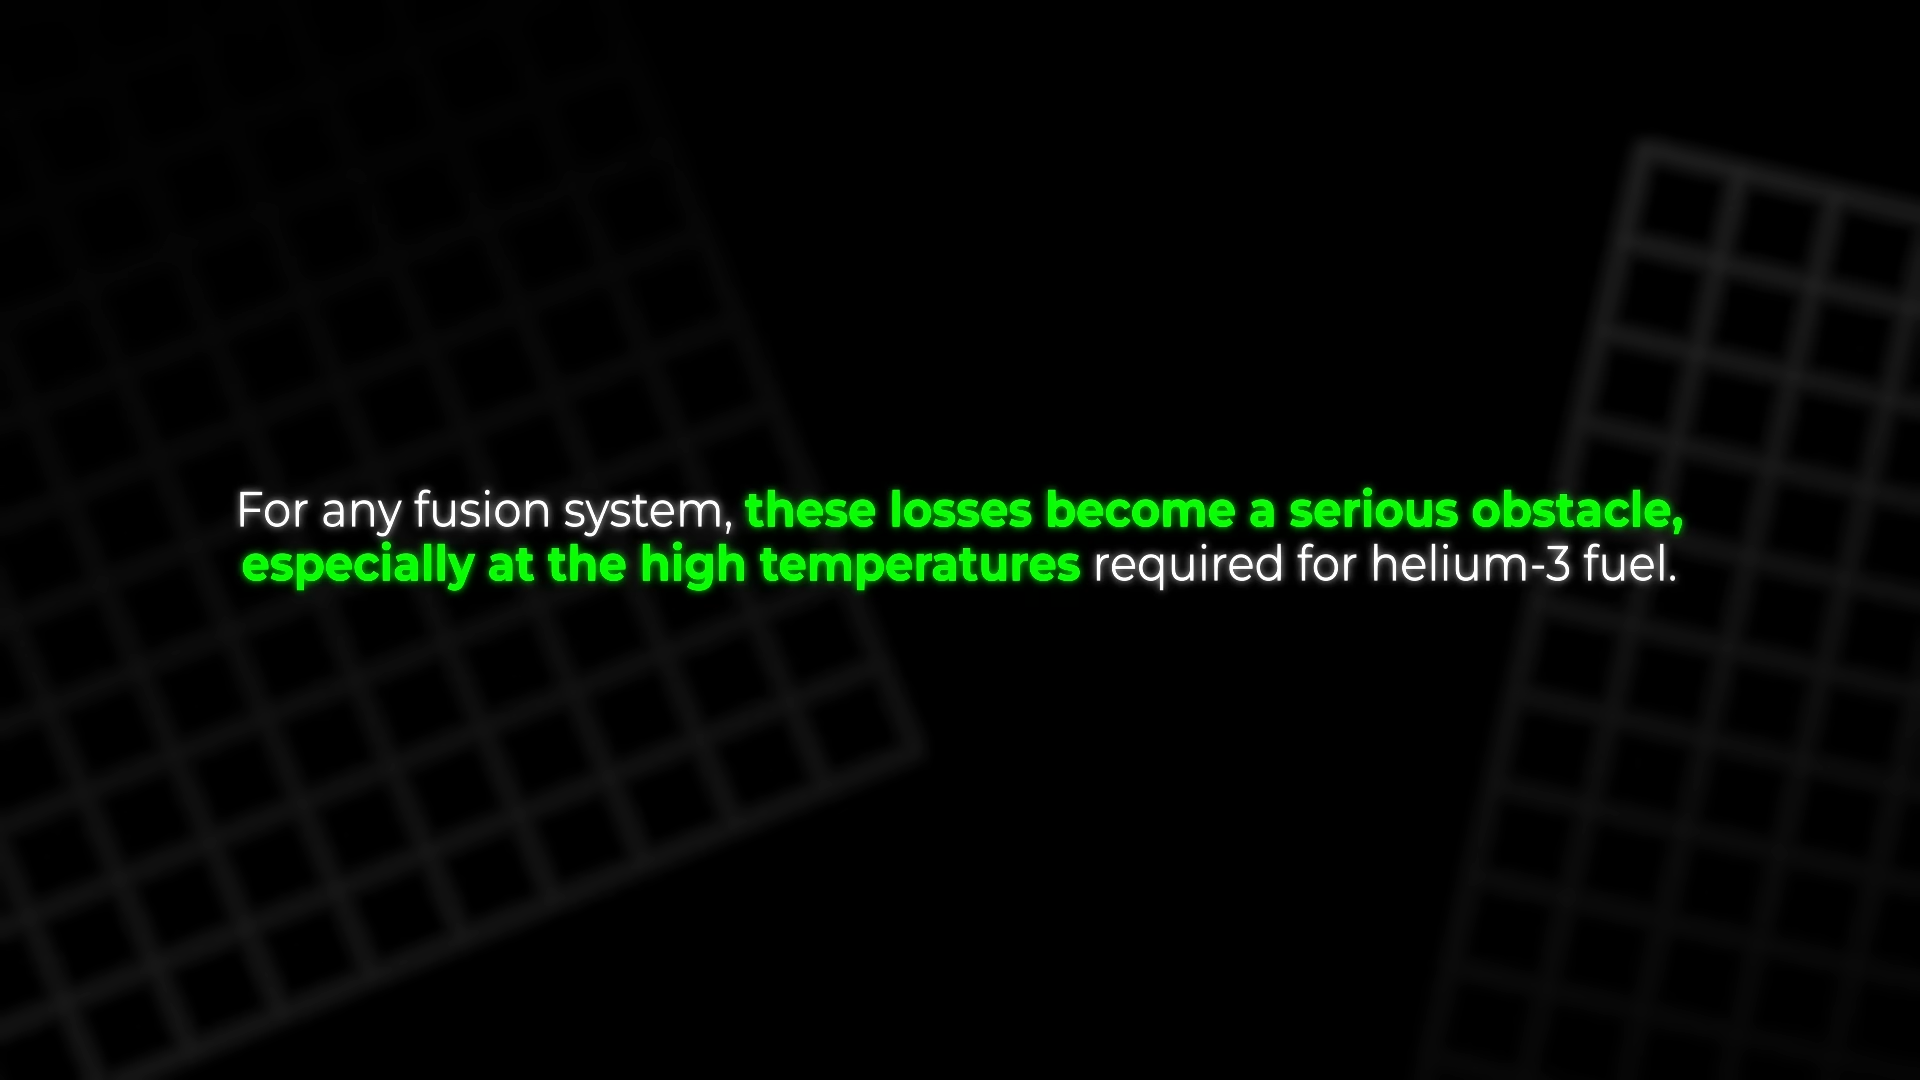 For any fusion system, these losses become a serious obstacle,
especially at the high temperatures required for helium-3 fuel.